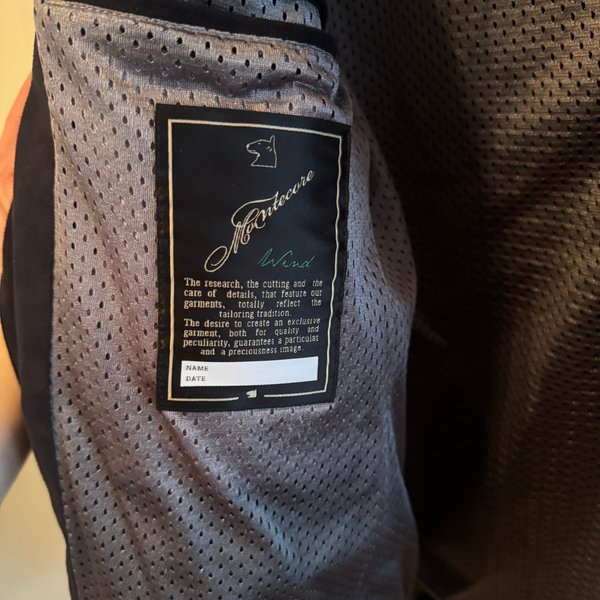 Montecore
Wind
The research, the cutting and the
care of details, that feature our
garments, totally reflect the
tailoring tradition.
The desire to create an exclusive
garment, both for quality and
peculiarity, guarantees a particular
and a preciousness image.
NAME
DATE